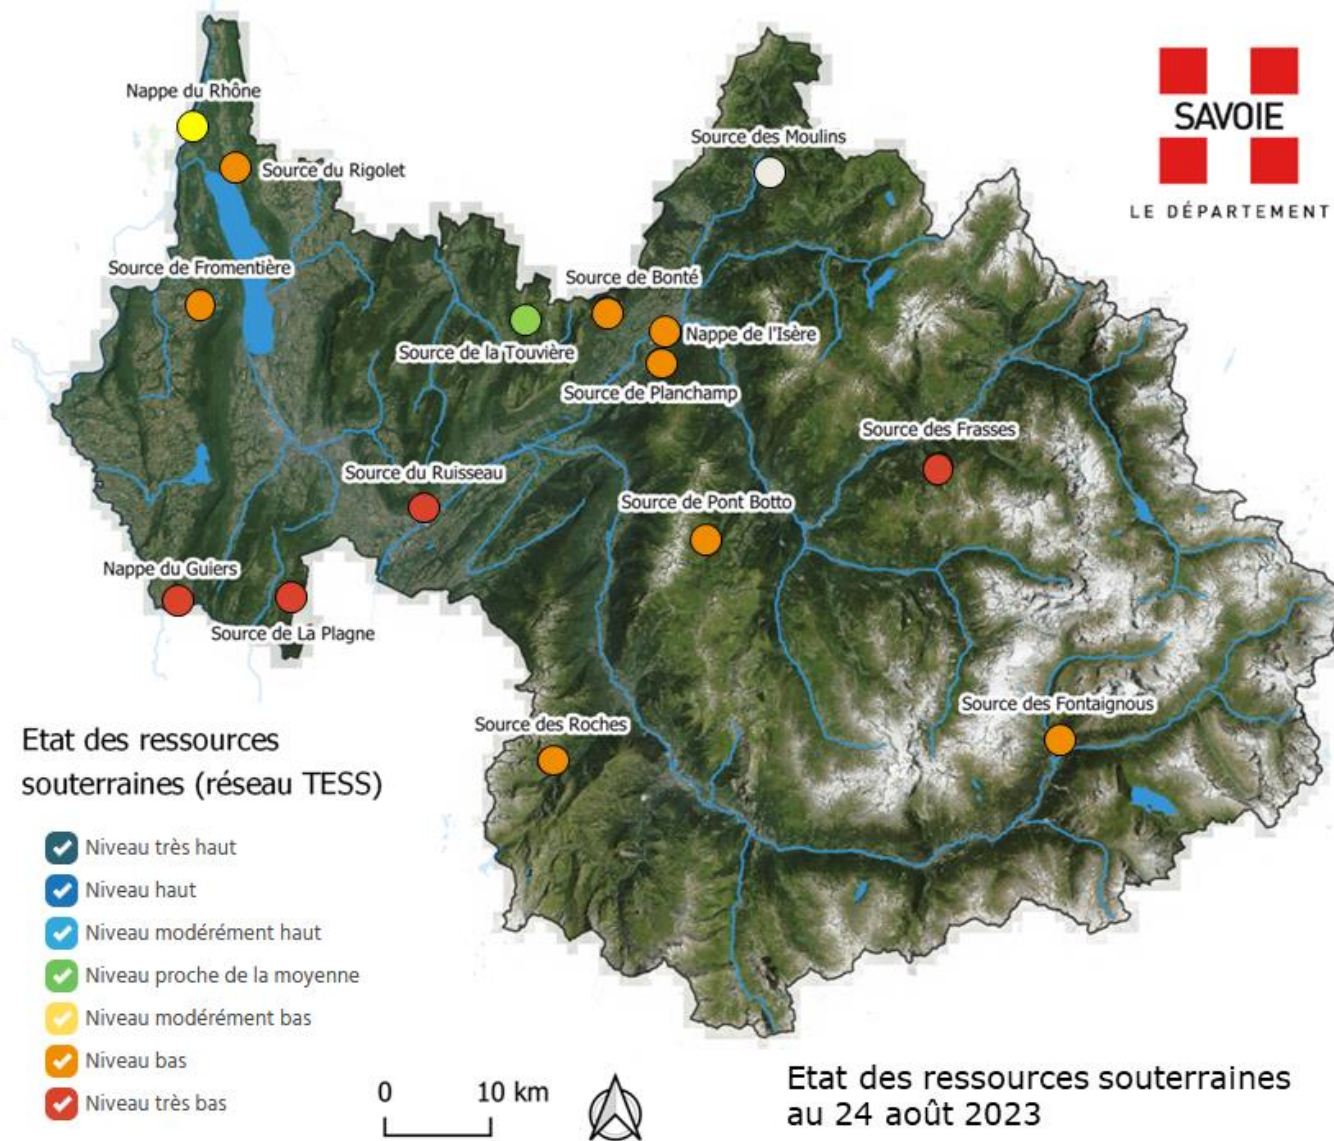 Nappe du Rhône
Source du Rigolet
Source des Moulins
SAVOIE
LE DÉPARTEMENT
Source de Fromentière
Source de Bonté
Nappe de l'Isère
Source de la Touvière
Source de Planchamp
Source des Frasses
Source du Ruisseau
Source de Pont Botto
Nappe du Guiers
Source de La Plagne
Source des Fontaignous
Source des Roches
Etat des ressources
souterraines (réseau TESS)
Niveau très haut
Niveau haut
Niveau modérément haut
Niveau proche de la moyenne
Niveau modérément bas
Niveau bas
Niveau très bas
0 10 km
Etat des ressources souterraines
au 24 août 2023